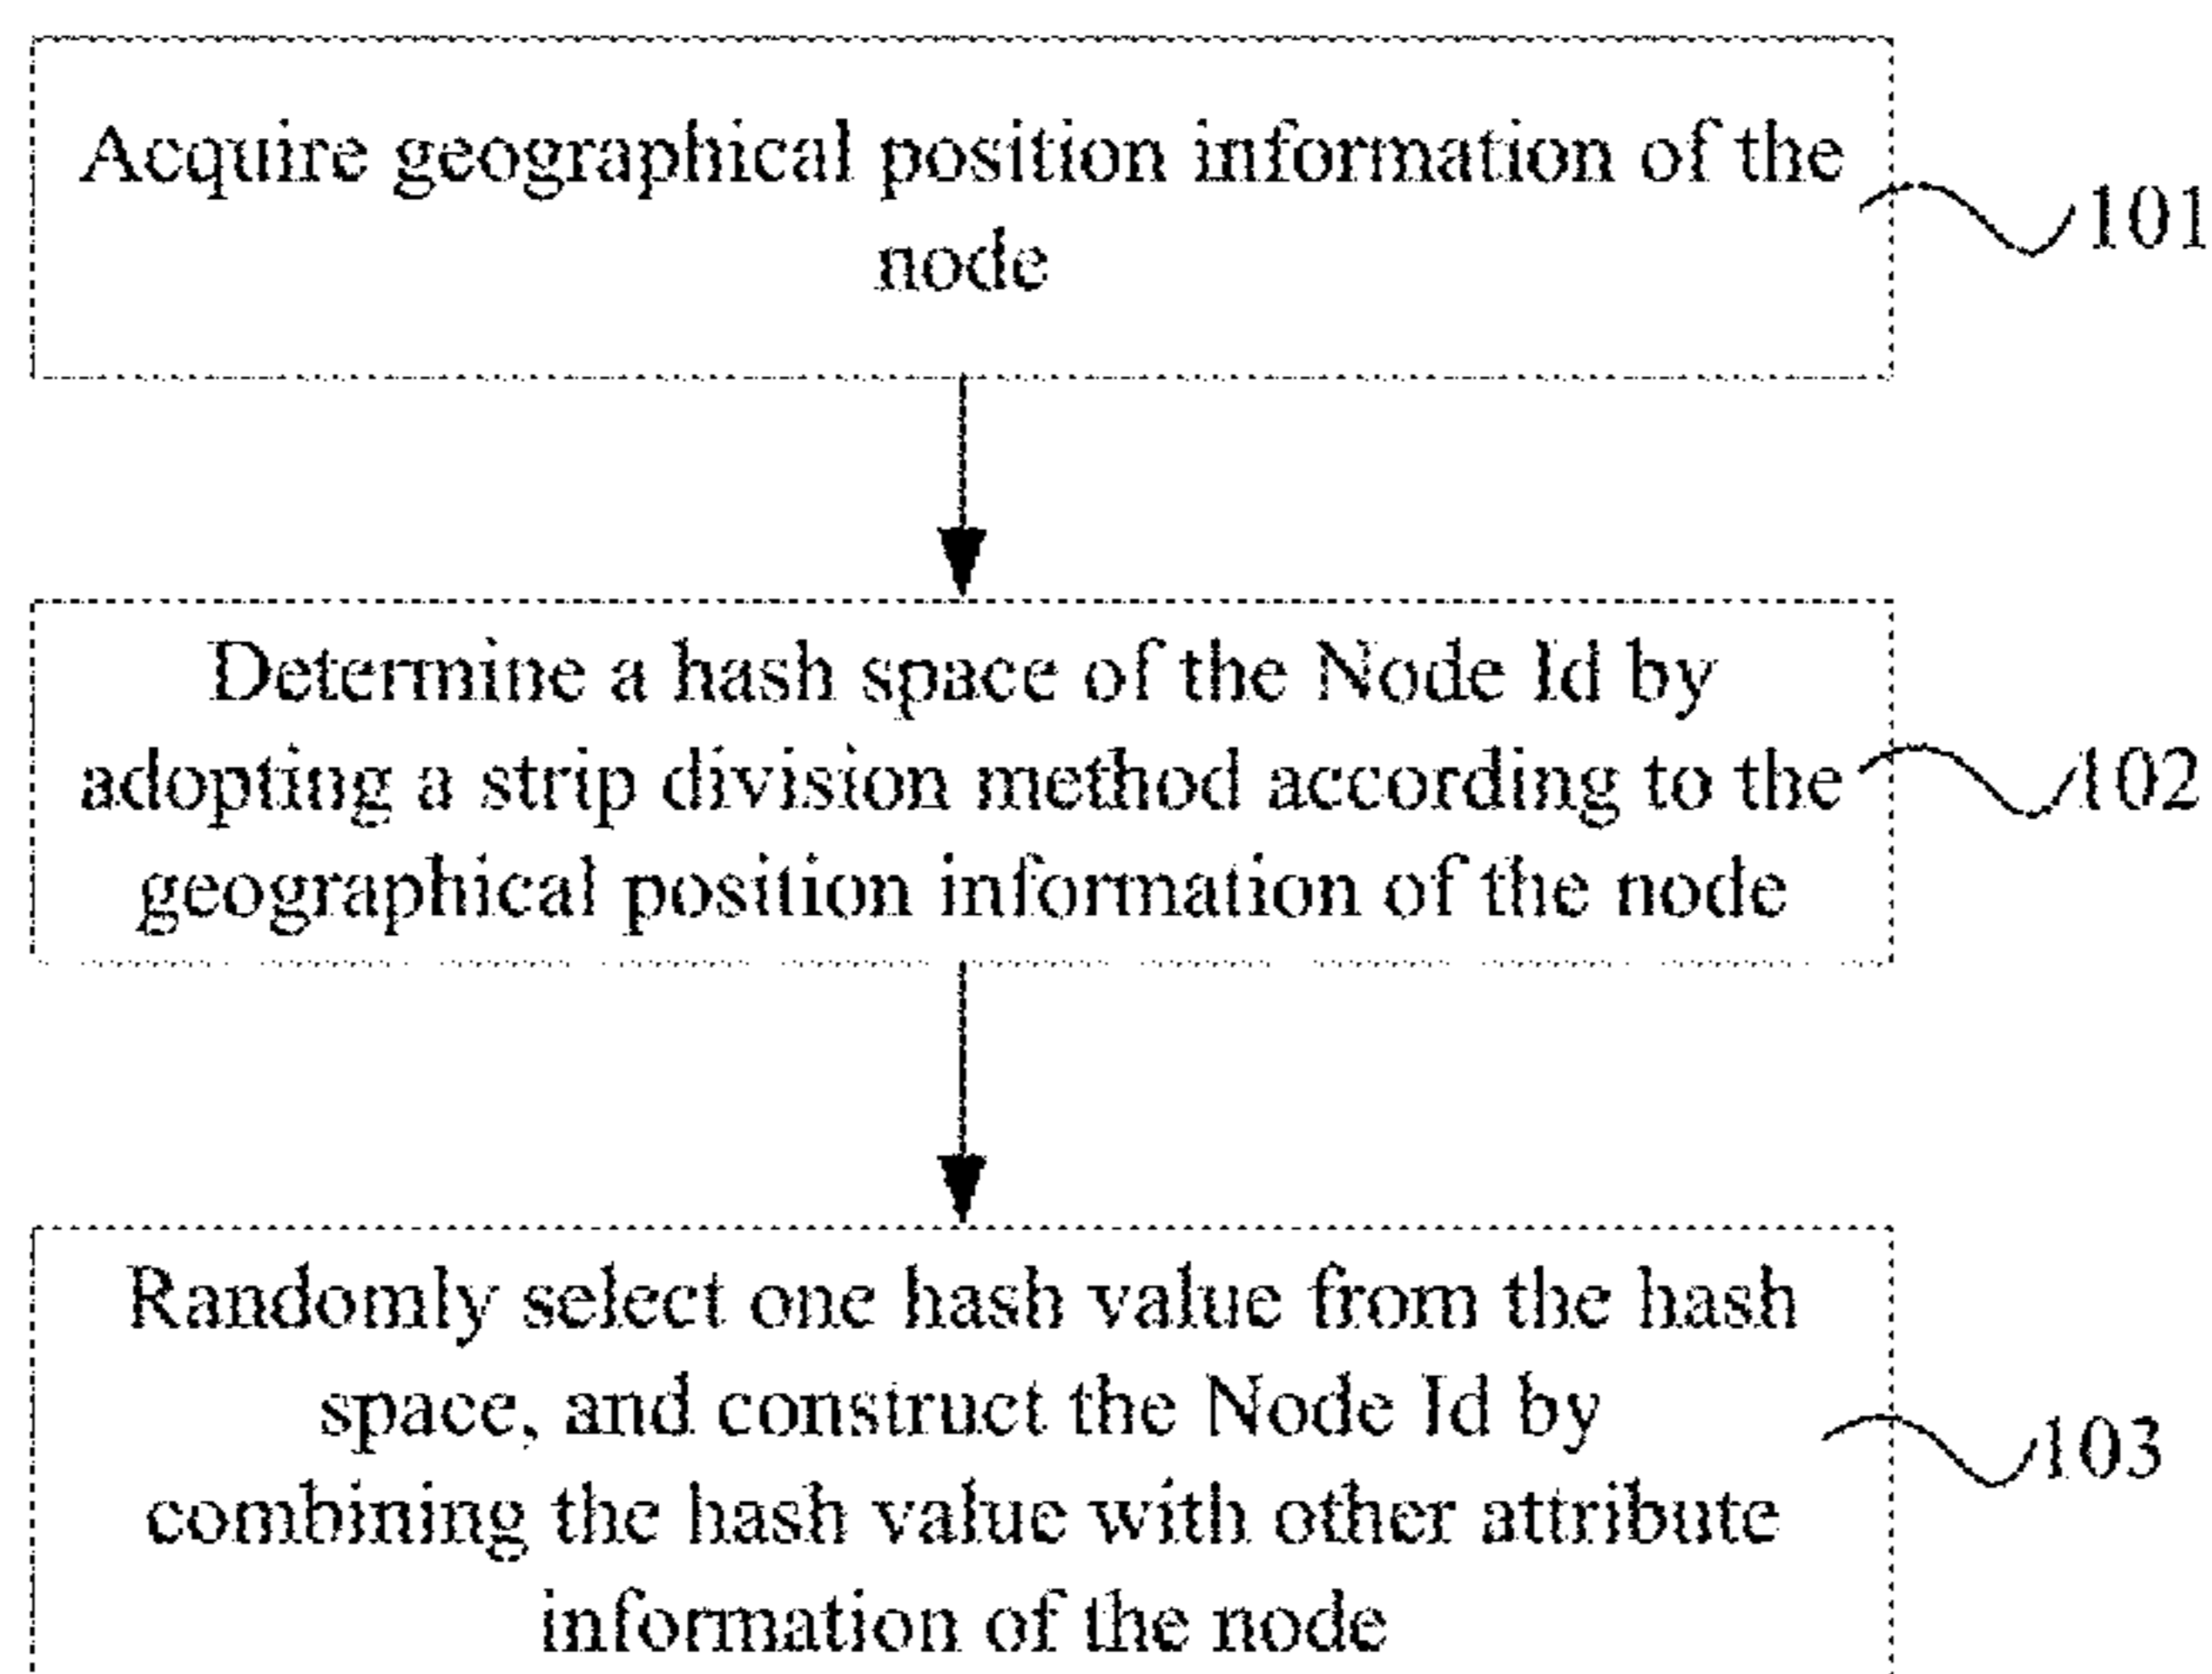 Acquire geographical position information of the
node
101
Determine a hash space of the Node Id by
adopting a strip division method according to the
geographical position information of the node
102
Randomly select one hash value from the hash
space, and construct the Node Id by
combining the hash value with other attribute
information of the node
103